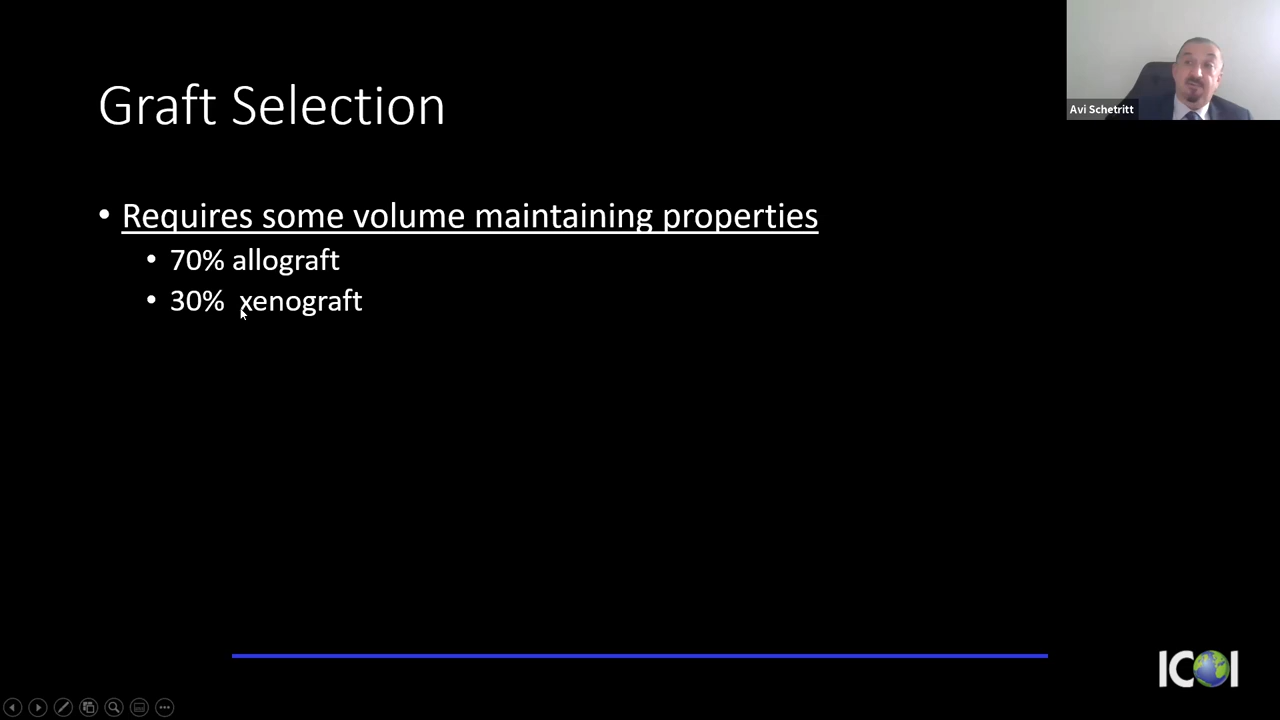 Graft Selection
Avi Schetritt
• Requires some volume maintaining properties
• 70% allograft
• 30%  xenograft
ICOI